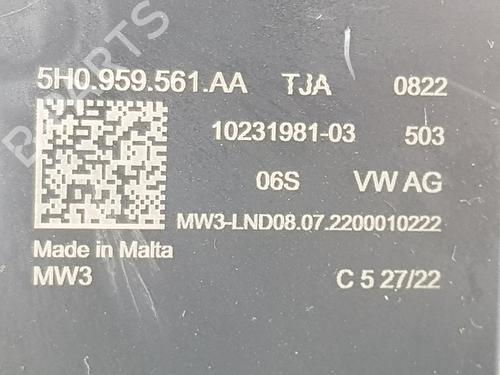 5H0.959.561.AA TJA 0822
10231981-03 503
06S VW AG
MW3-LND08.07.2200010222
Made in Malta
MW3 C 5 27/22
PARTS